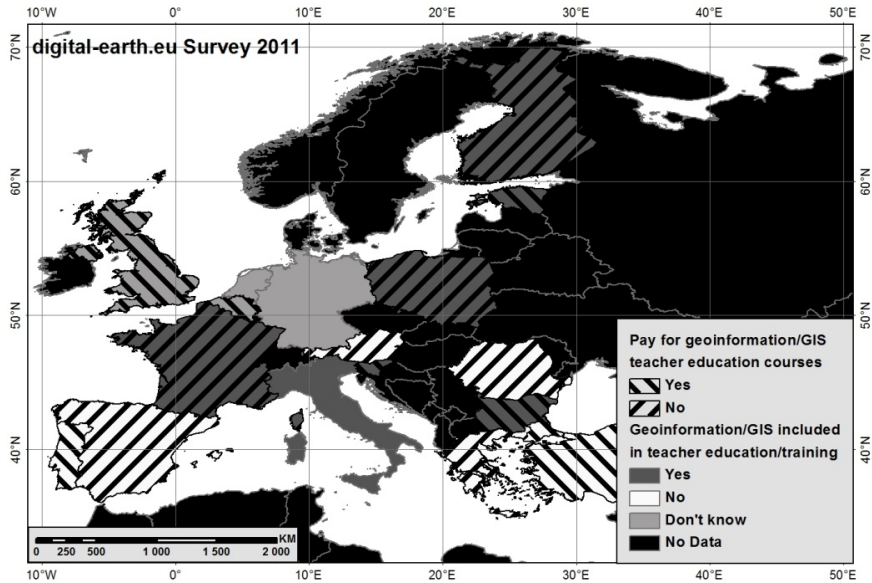 10°W 0° 10°E 20°E 30°E 40°E 50°E
digital-earth.eu Survey 2011
70°N 70°N
60°N 60°N
50°N 50°N
40°N 40°N
Pay for geoinformation/GIS
teacher education courses
Yes
No
Geoinformation/GIS included
in teacher education/training
Yes
No
Don't know
No Data
KM
0 250 500 1 000 1 500 2 000
10°W 0° 10°E 20°E 30°E 40°E 50°E